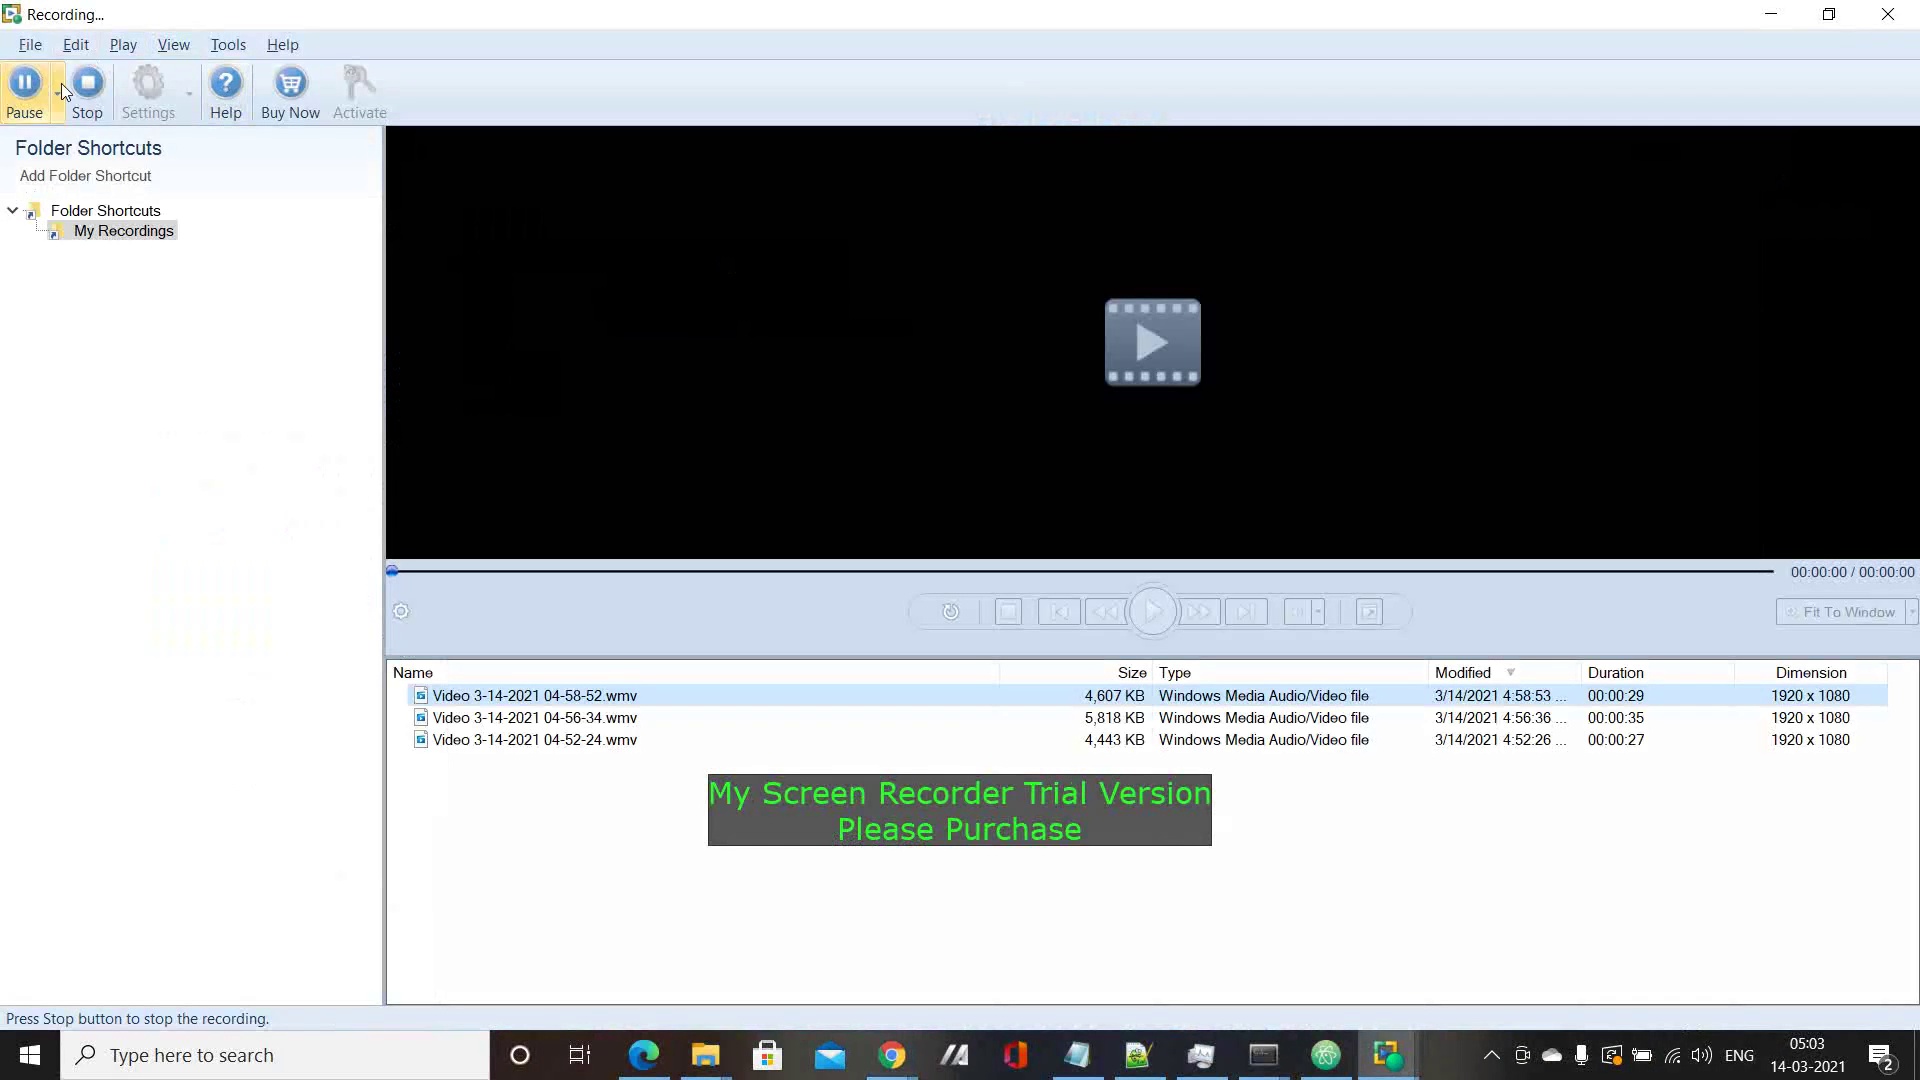 Recording...
File Edit Play View Tools Help
Pause Stop Settings Help Buy Now Activate
Folder Shortcuts
Add Folder Shortcut
Folder Shortcuts
My Recordings
00:00:00 / 00:00:00
Fit To Window
Name Size Type Modified Duration Dimension
Video 3-14-2021 04-58-52.wmv 4,607 KB Windows Media Audio/Video file 3/14/2021 4:58:53 ... 00:00:29 1920 x 1080
Video 3-14-2021 04-56-34.wmv 5,818 KB Windows Media Audio/Video file 3/14/2021 4:56:36 ... 00:00:35 1920 x 1080
Video 3-14-2021 04-52-24.wmv 4,443 KB Windows Media Audio/Video file 3/14/2021 4:52:26 ... 00:00:27 1920 x 1080
My Screen Recorder Trial Version
Please Purchase
Press Stop button to stop the recording.
Type here to search
ENG
05:03
14-03-2021
2